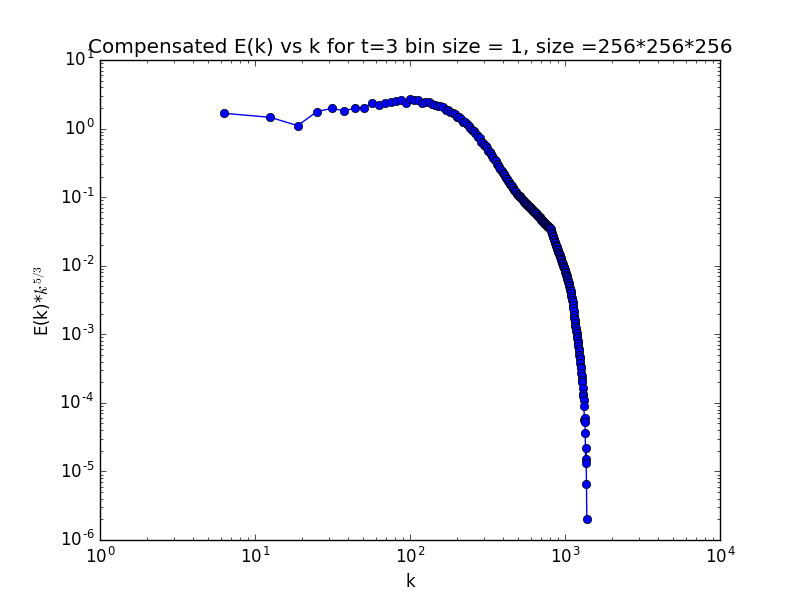 Compensated E(k) vs k for t=3 bin size = 1, size =256*256*256
E(k)*k^{5/3}
10^1
10^0
10^{-1}
10^{-2}
10^{-3}
10^{-4}
10^{-5}
10^{-6}
10^0 10^1 10^2 10^3 10^4
k